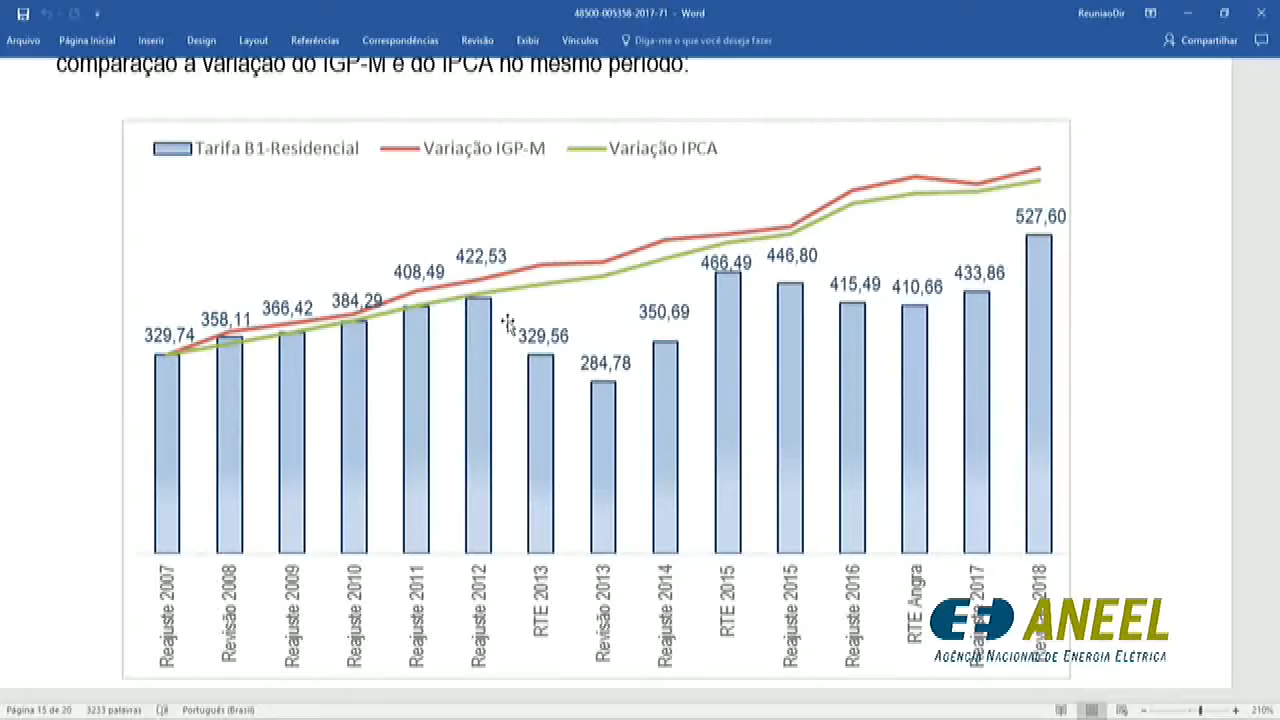 48500-005358-2017-71 - Word
ReuniaoDir
Arquivo Página Inicial Inserir Design Layout Referências Correspondências Revisão Exibir Vínculos Diga-me o que você deseja fazer Compartilhar
comparação a variação do IGP-M e do IPCA no mesmo período:
Tarifa B1-Residencial Variação IGP-M Variação IPCA
329,74
358,11
366,42
384,29
408,49
422,53
329,56
284,78
350,69
466,49
446,80
415,49
410,66
433,86
527,60
Reajuste 2007
Revisão 2008
Reajuste 2009
Reajuste 2010
Reajuste 2011
Reajuste 2012
RTE 2013
Revisão 2013
Reajuste 2014
RTE 2015
Reajuste 2015
Reajuste 2016
RTE Angra
Reajuste 2017
Revisão 2018
ANEEL
AGÊNCIA NACIONAL DE ENERGIA ELÉTRICA
Página 15 de 20 3233 palavras Português (Brasil) 210%